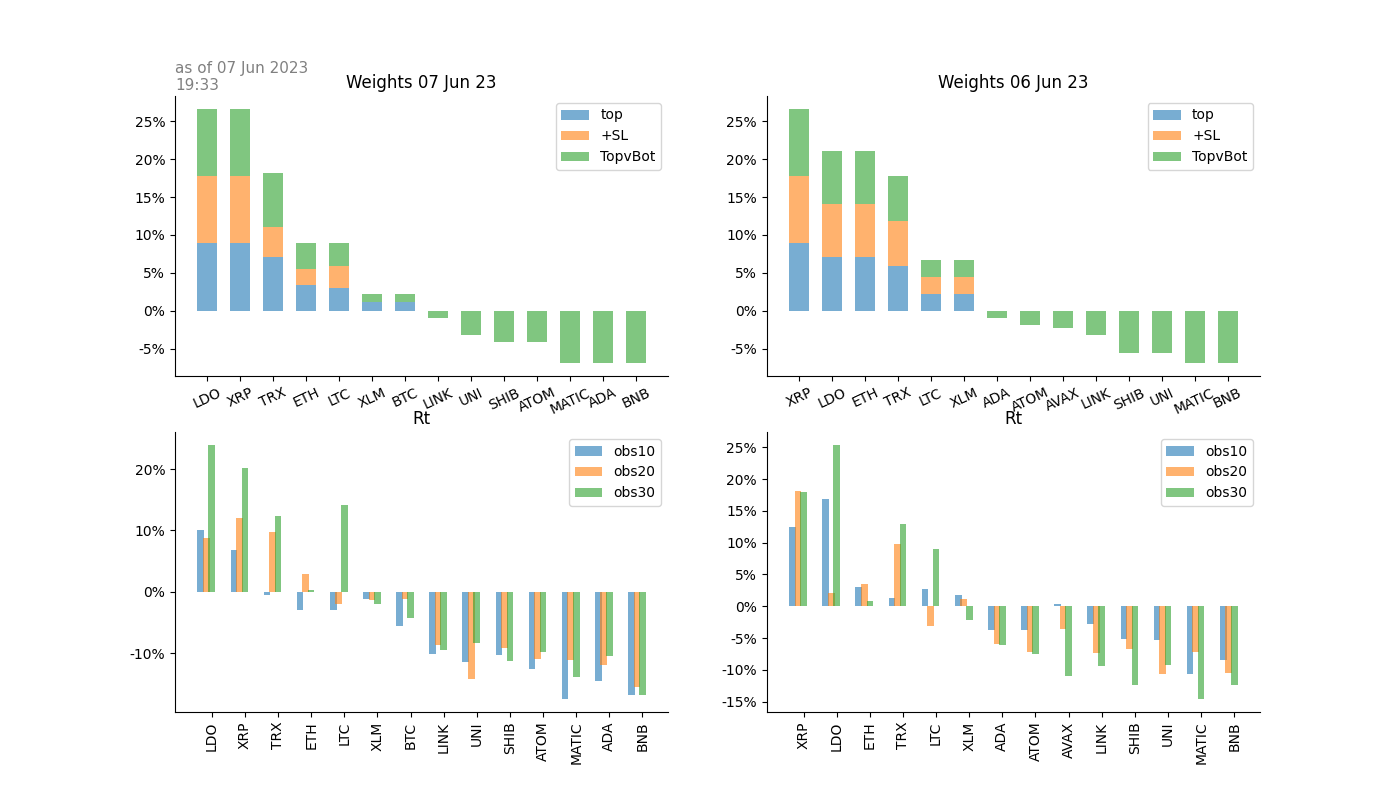 as of 07 Jun 2023
19:33
Weights 07 Jun 23
25%
20%
15%
10%
5%
0%
-5%
top
+SL
TopvBot
LDO XRP TRX ETH LTC XLM BTC LINK UNI SHIB ATOM MATIC ADA BNB
Weights 06 Jun 23
25%
20%
15%
10%
5%
0%
-5%
top
+SL
TopvBot
XRP LDO ETH TRX LTC XLM ADA ATOM AVAX LINK SHIB UNI MATIC BNB
Rt
20%
10%
0%
-10%
obs10
obs20
obs30
LDO XRP TRX ETH LTC XLM BTC LINK UNI SHIB ATOM MATIC ADA BNB
Rt
25%
20%
15%
10%
5%
0%
-5%
-10%
-15%
obs10
obs20
obs30
XRP LDO ETH TRX LTC XLM ADA ATOM AVAX LINK SHIB UNI MATIC BNB